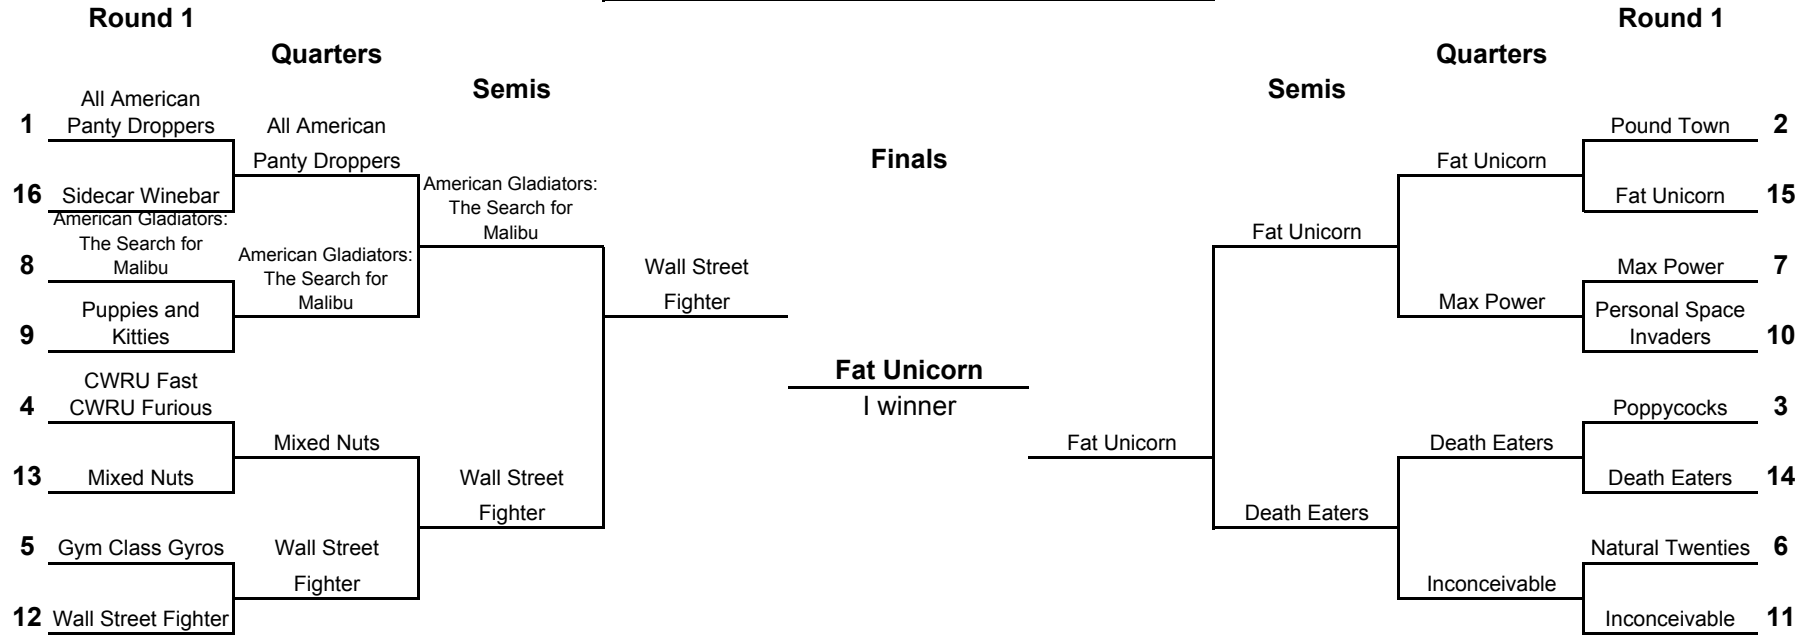 Round 1
Round 1
Quarters
Quarters
Semis
Semis
Finals
All American
1 Panty Droppers
16 Sidecar Winebar
American Gladiators:
The Search for
8 Malibu
Puppies and
9 Kitties
CWRU Fast
4 CWRU Furious
13 Mixed Nuts
5 Gym Class Gyros
12 Wall Street Fighter
All American
Panty Droppers
American Gladiators:
The Search for
Malibu
Mixed Nuts
Wall Street
Fighter
American Gladiators:
The Search for
Malibu
Wall Street
Fighter
Wall Street
Fighter
Fat Unicorn
I winner
Fat Unicorn
Fat Unicorn
Death Eaters
Fat Unicorn
Max Power
Death Eaters
Inconceivable
Pound Town 2
Fat Unicorn 15
Max Power 7
Personal Space
Invaders 10
Poppycocks 3
Death Eaters 14
Natural Twenties 6
Inconceivable 11